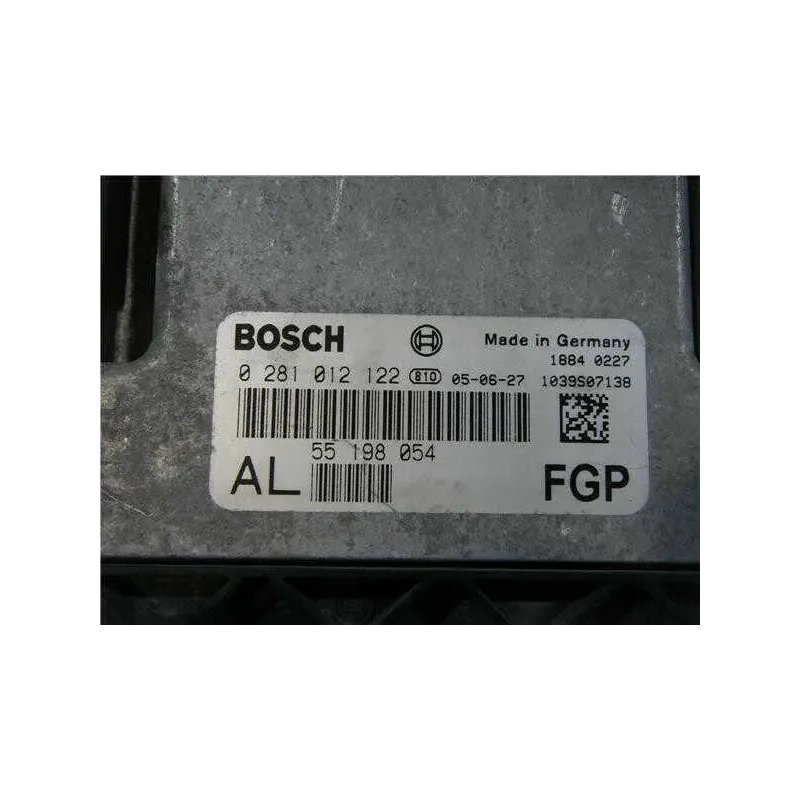 BOSCH Made in Germany
1884 0227
0 281 012 122 810 05-06-27 1039S07138
55 198 054
AL FGP